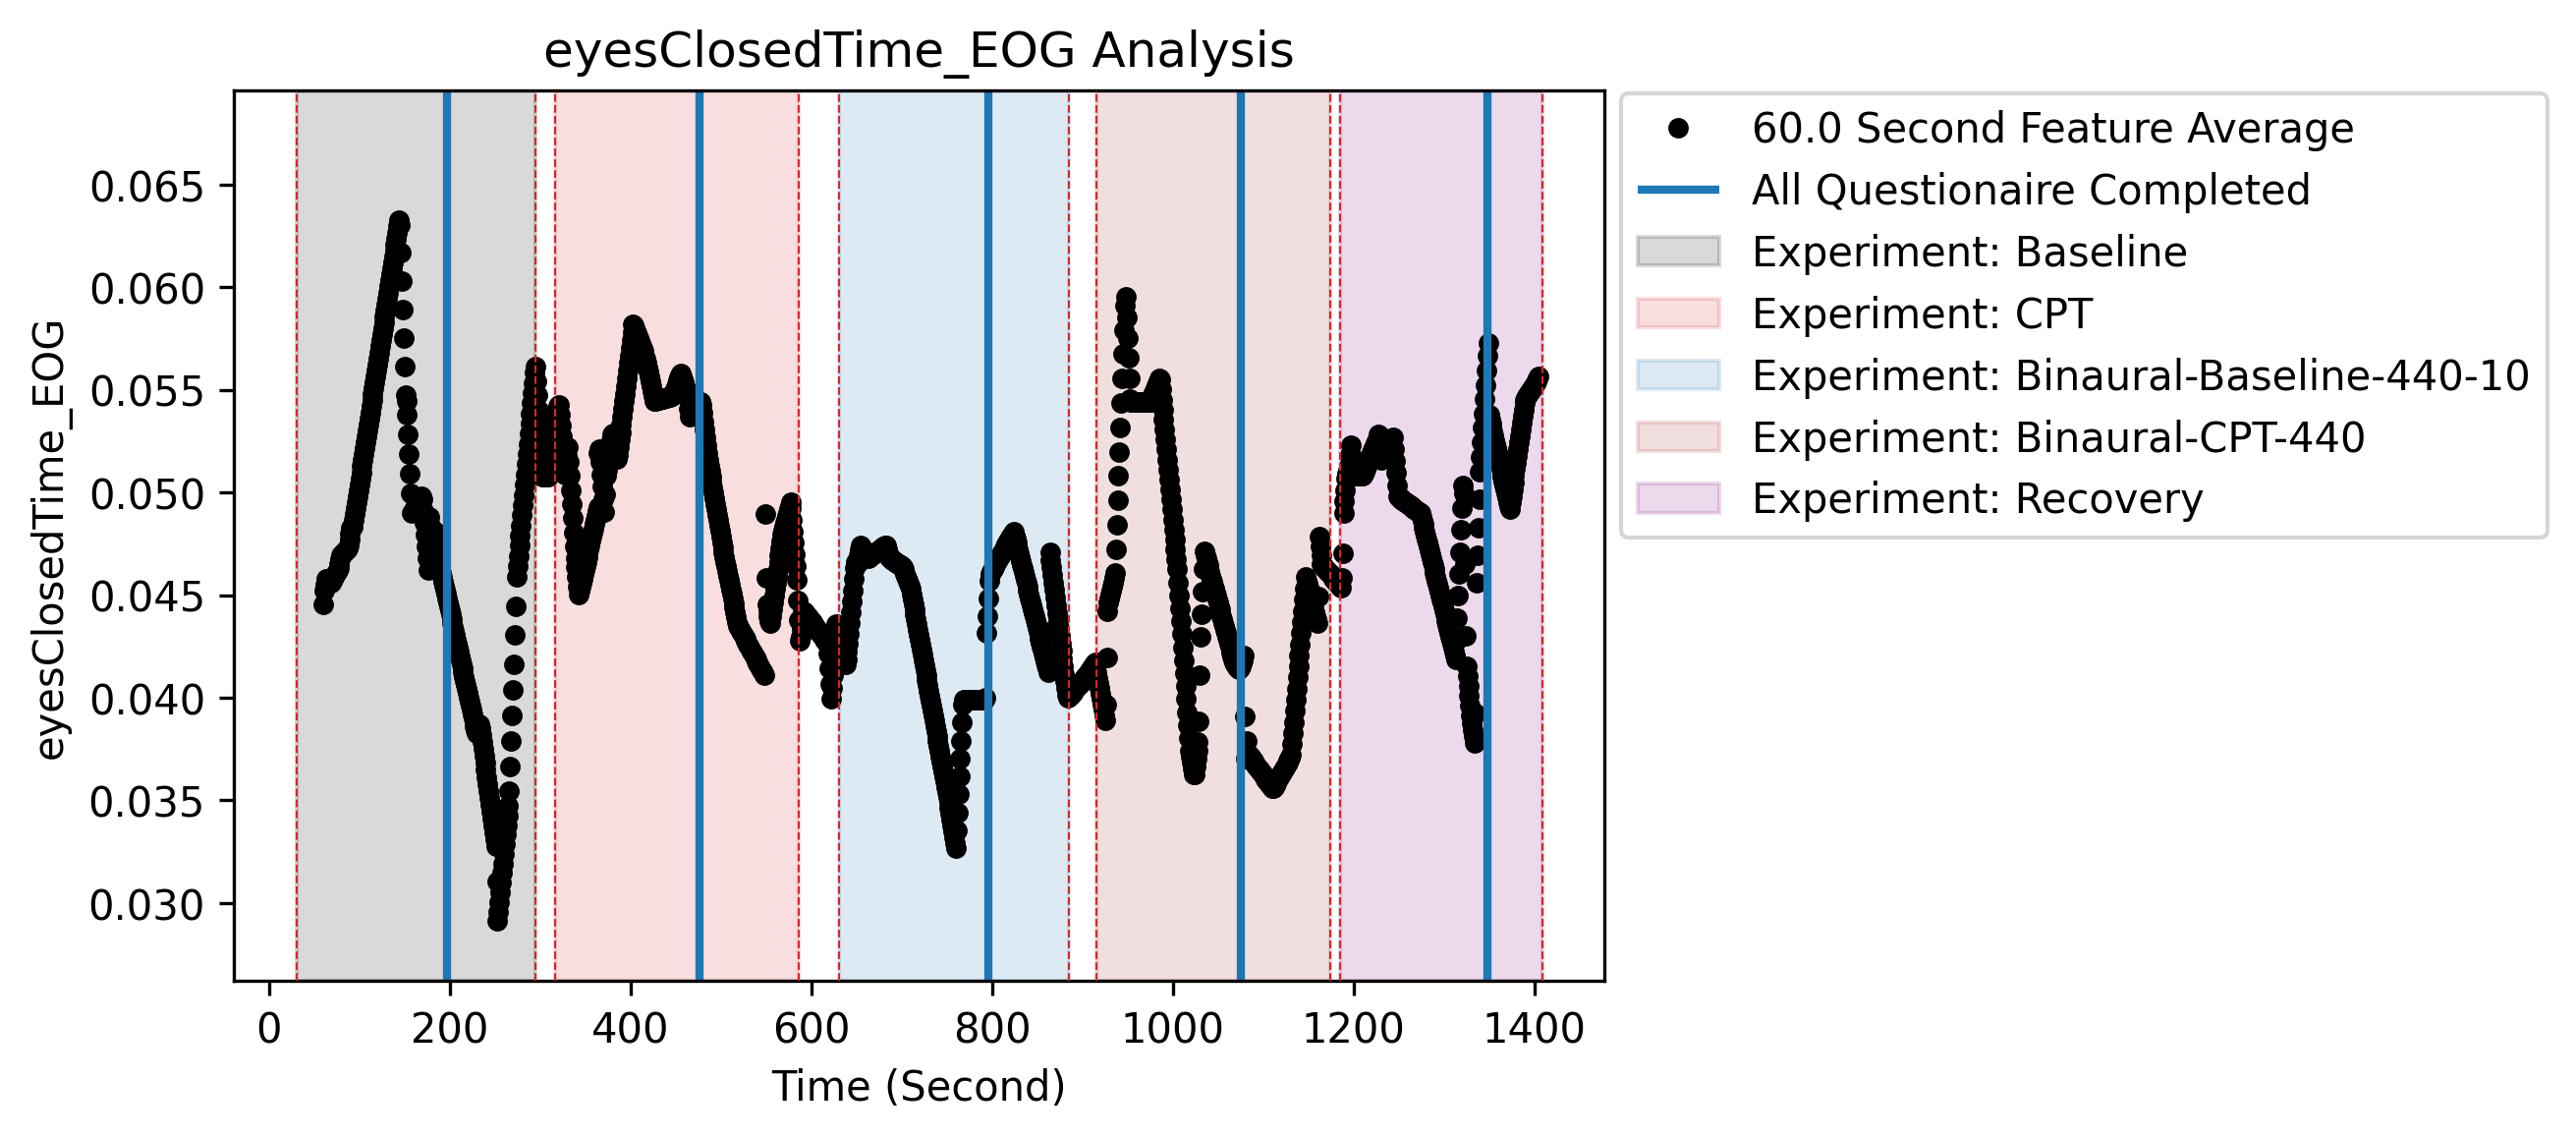 eyesClosedTime_EOG Analysis
60.0 Second Feature Average
All Questionaire Completed
Experiment: Baseline
Experiment: CPT
Experiment: Binaural-Baseline-440-10
Experiment: Binaural-CPT-440
Experiment: Recovery
eyesClosedTime_EOG
0.065
0.060
0.055
0.050
0.045
0.040
0.035
0.030
0 200 400 600 800 1000 1200 1400
Time (Second)